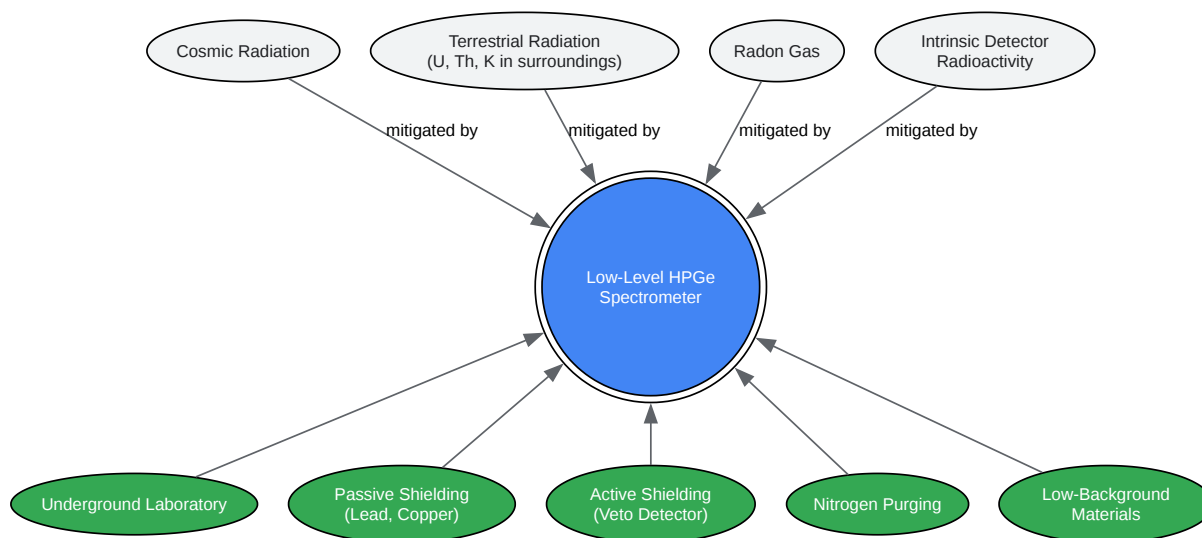 Cosmic Radiation
Terrestrial Radiation
(U, Th, K in surroundings)
Radon Gas
Intrinsic Detector
Radioactivity
mitigated by
mitigated by
mitigated by
mitigated by
Low-Level HPGe
Spectrometer
Underground Laboratory
Passive Shielding
(Lead, Copper)
Active Shielding
(Veto Detector)
Nitrogen Purging
Low-Background
Materials